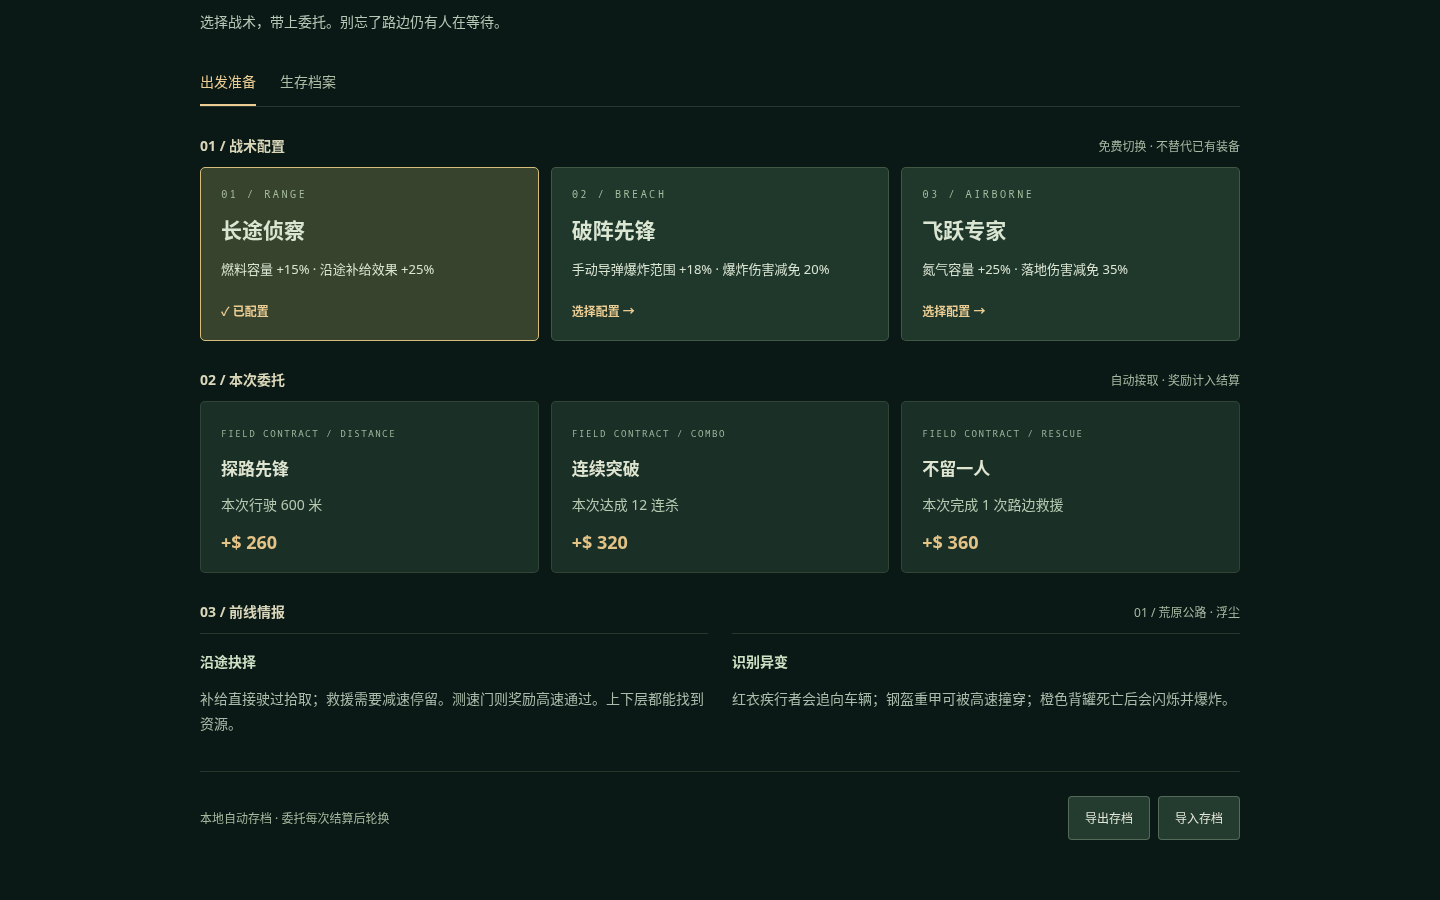 选择战术，带上委托。别忘了路边仍有人在等待。
出发准备 生存档案
01 / 战术配置 免费切换 · 不替代已有装备
01 / RANGE
长途侦察
燃料容量 +15% · 沿途补给效果 +25%
✓ 已配置
02 / BREACH
破阵先锋
手动导弹爆炸范围 +18% · 爆炸伤害减免 20%
选择配置 →
03 / AIRBORNE
飞跃专家
氮气容量 +25% · 落地伤害减免 35%
选择配置 →
02 / 本次委托 自动接取 · 奖励计入结算
FIELD CONTRACT / DISTANCE
探路先锋
本次行驶 600 米
+$ 260
FIELD CONTRACT / COMBO
连续突破
本次达成 12 连杀
+$ 320
FIELD CONTRACT / RESCUE
不留一人
本次完成 1 次路边救援
+$ 360
03 / 前线情报 01 / 荒原公路 · 浮尘
沿途抉择
补给直接驶过拾取；救援需要减速停留。测速门则奖励高速通过。上下层都能找到
资源。
识别异变
红衣疾行者会追向车辆；钢盔重甲可被高速撞穿；橙色背罐死亡后会闪烁并爆炸。
本地自动存档 · 委托每次结算后轮换 导出存档 导入存档